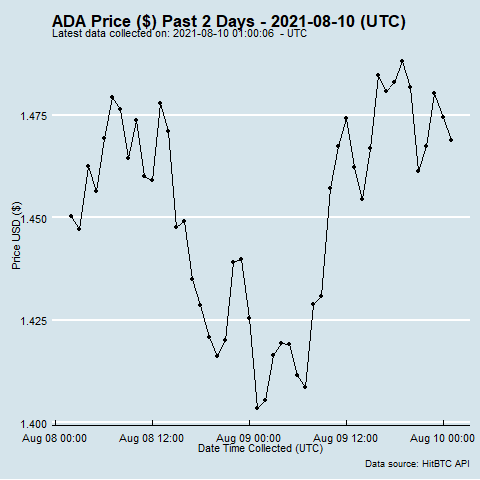 ADA Price ($) Past 2 Days - 2021-08-10 (UTC)
Latest data collected on: 2021-08-10 01:00:06  - UTC
Price USD ($)
1.475
1.450
1.425
1.400
Aug 08 00:00 Aug 08 12:00 Aug 09 00:00 Aug 09 12:00 Aug 10 00:00
Date Time Collected (UTC)
Data source: HitBTC API